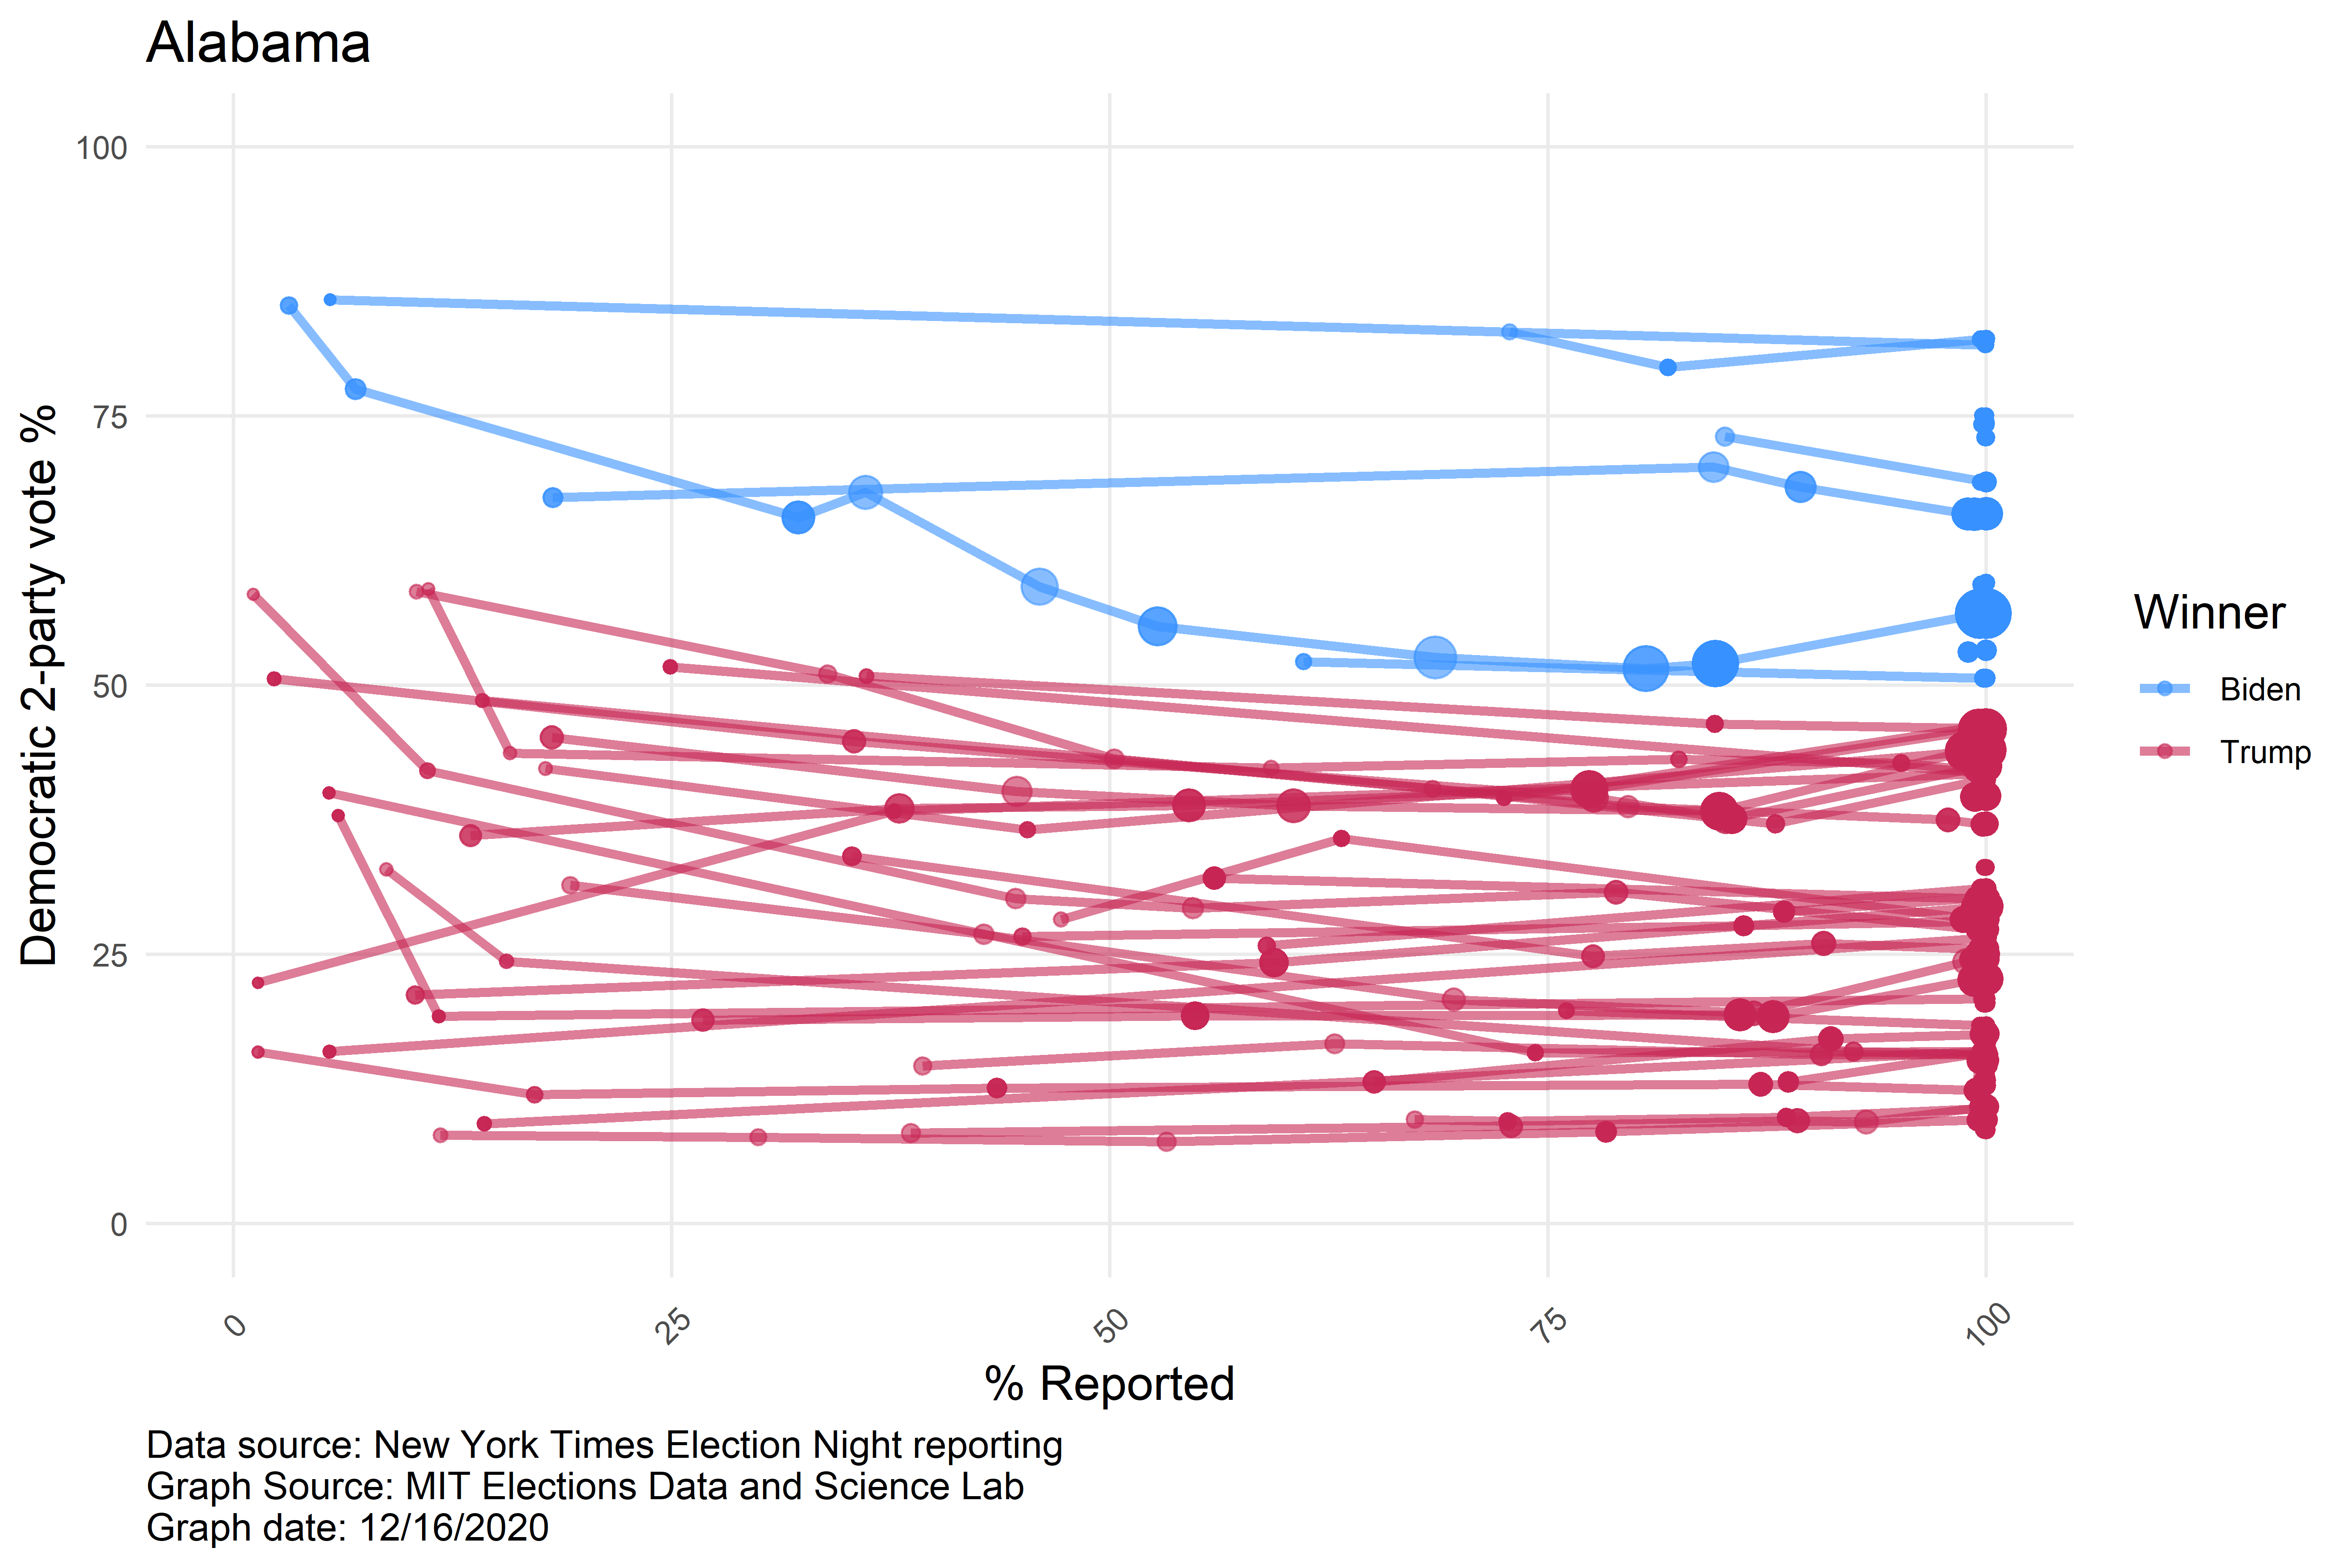 Alabama
Democratic 2-party vote %
100
75
50
25
0
0
25
50
75
100
% Reported
Winner
Biden
Trump
Data source: New York Times Election Night reporting
Graph Source: MIT Elections Data and Science Lab
Graph date: 12/16/2020